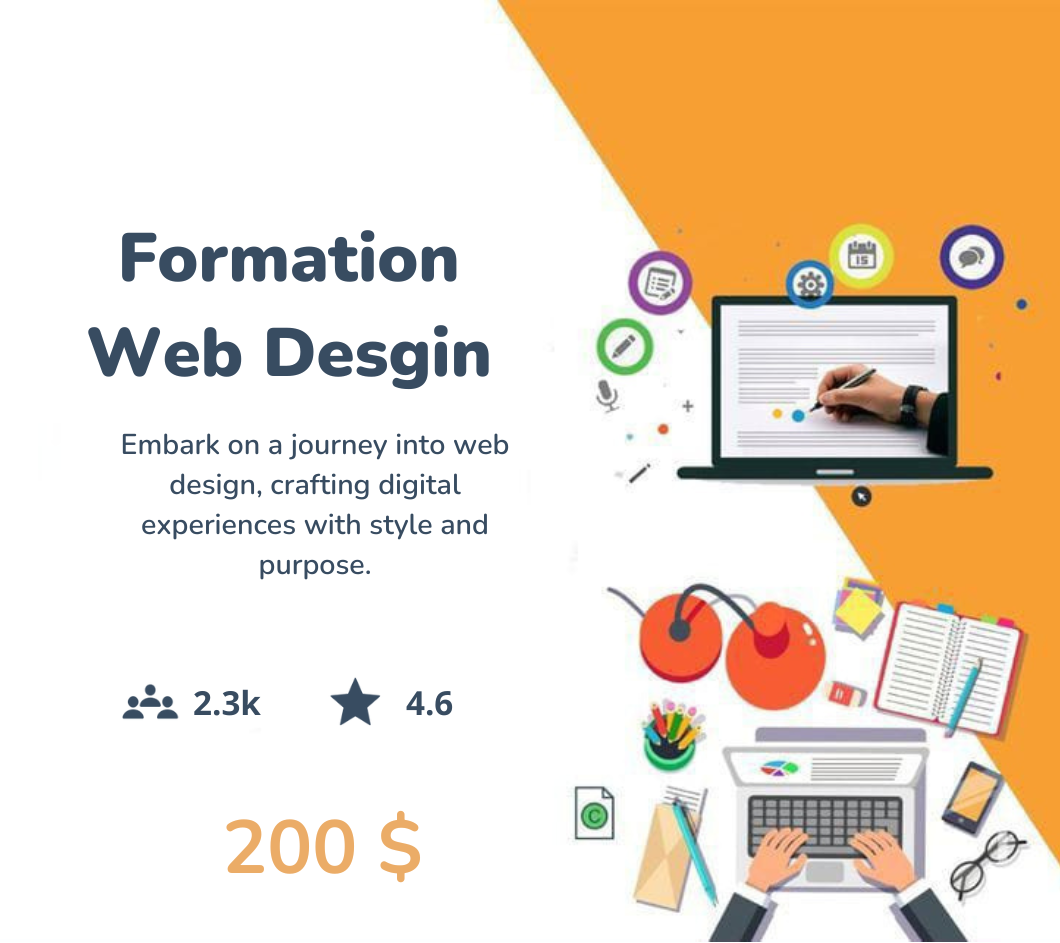 Formation
Web Desgin
Embark on a journey into web
design, crafting digital
experiences with style and
purpose.
2.3k 4.6
200 $
15
C